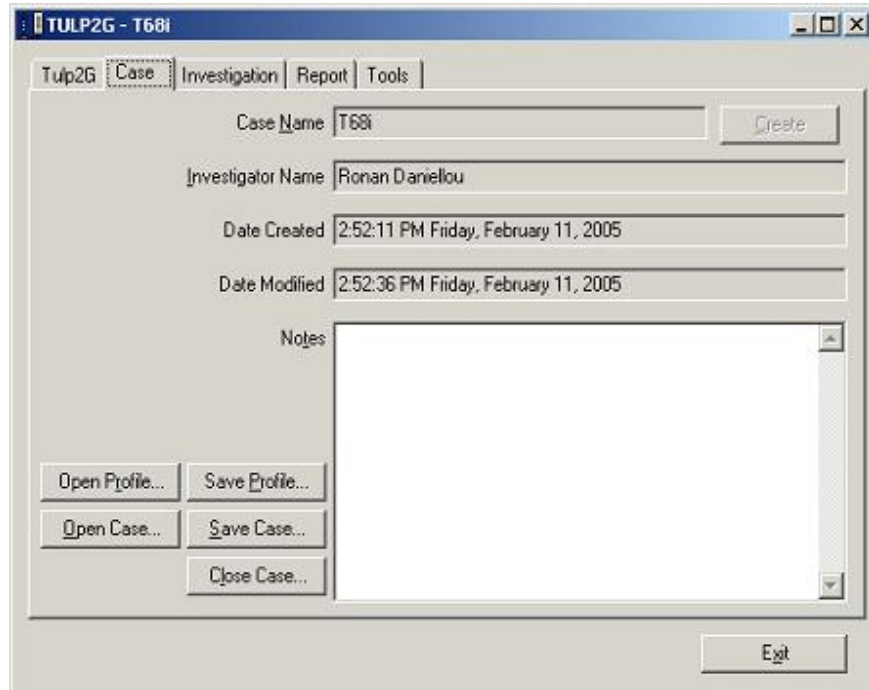 TULP2G - T68i
Tulp2G Case Investigation Report Tools
Case Name T68i Create
Investigator Name Ronan Daniellou
Date Created 2:52:11 PM Friday, February 11, 2005
Date Modified 2:52:36 PM Friday, February 11, 2005
Notes
Open Profile... Save Profile...
Open Case... Save Case...
Close Case...
Exit